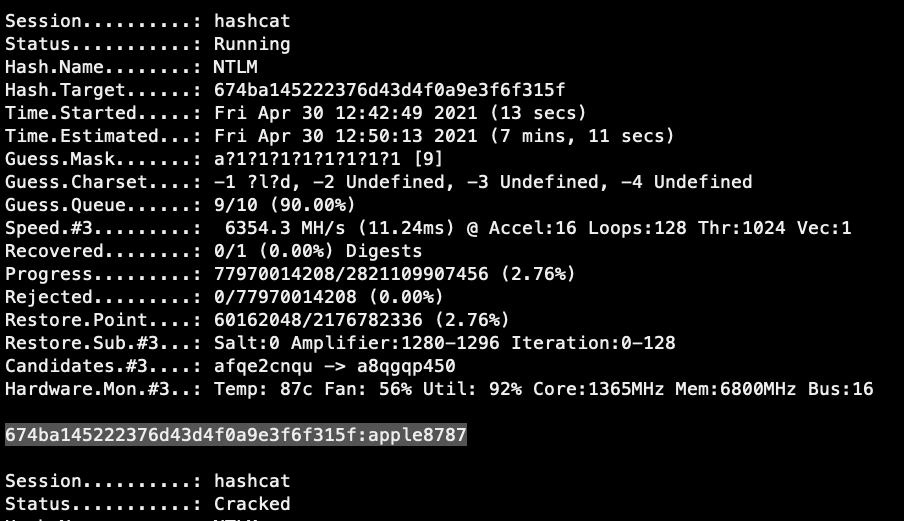 Session..........: hashcat
Status...........: Running
Hash.Name........: NTLM
Hash.Target......: 674ba145222376d43d4f0a9e3f6f315f
Time.Started.....: Fri Apr 30 12:42:49 2021 (13 secs)
Time.Estimated...: Fri Apr 30 12:50:13 2021 (7 mins, 11 secs)
Guess.Mask.......: a?1?1?1?1?1?1?1?1 [9]
Guess.Charset....: -1 ?l?d, -2 Undefined, -3 Undefined, -4 Undefined
Guess.Queue......: 9/10 (90.00%)
Speed.#3.........:  6354.3 MH/s (11.24ms) @ Accel:16 Loops:128 Thr:1024 Vec:1
Recovered........: 0/1 (0.00%) Digests
Progress.........: 77970014208/2821109907456 (2.76%)
Rejected.........: 0/77970014208 (0.00%)
Restore.Point....: 60162048/2176782336 (2.76%)
Restore.Sub.#3...: Salt:0 Amplifier:1280-1296 Iteration:0-128
Candidates.#3....: afqe2cnqu -> a8qgqp450
Hardware.Mon.#3..: Temp: 87c Fan: 56% Util: 92% Core:1365MHz Mem:6800MHz Bus:16
674ba145222376d43d4f0a9e3f6f315f:apple8787
Session..........: hashcat
Status...........: Cracked